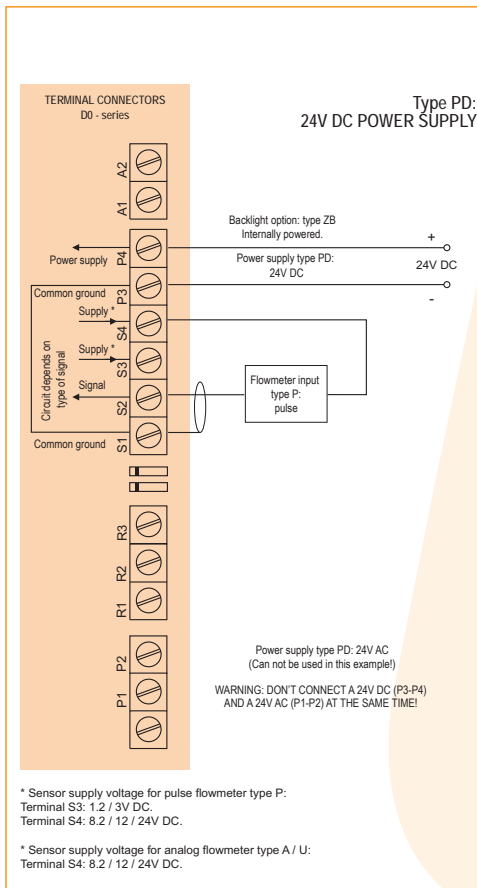 TERMINAL CONNECTORS
D0 - series
Type PD:
24V DC POWER SUPPLY
A2
A1
Backlight option: type ZB
Internally powered.
+
P4
Power supply
Power supply type PD:
24V DC
24V DC
P3
Common ground
-
Supply *
S4
Supply *
S3
Circuit depends on
type of signal
Signal
S2
Flowmeter input
type P:
pulse
Common ground
S1
R3
R2
R1
P2
P1
Power supply type PD: 24V AC
(Can not be used in this example!)
WARNING: DON'T CONNECT A 24V DC (P3-P4)
AND A 24V AC (P1-P2) AT THE SAME TIME!
* Sensor supply voltage for pulse flowmeter type P:
Terminal S3: 1.2 / 3V DC.
Terminal S4: 8.2 / 12 / 24V DC.
* Sensor supply voltage for analog flowmeter type A / U:
Terminal S4: 8.2 / 12 / 24V DC.